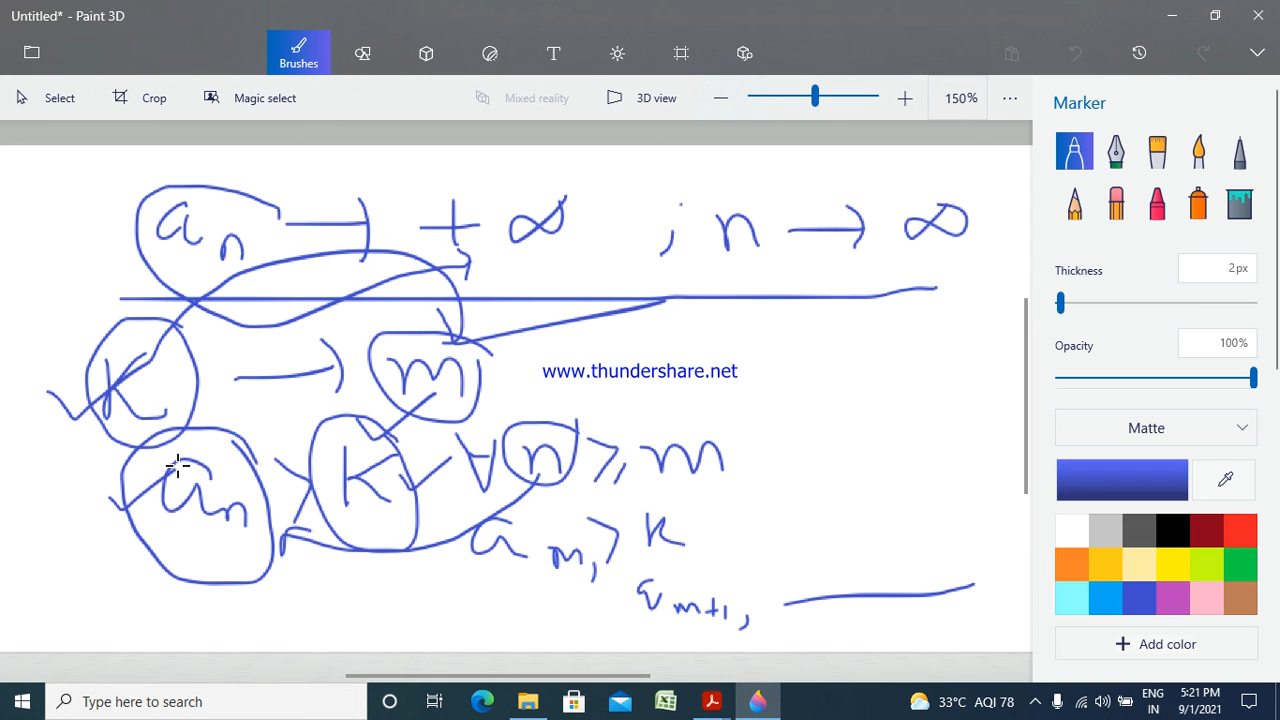 Untitled* - Paint 3D
Brushes
Select
Crop
Magic select
Mixed reality
3D view
150%
Marker
Thickness
2px
Opacity
100%
Matte
Add color
aₙ → + ∞ ; n → ∞
K → m
www.thundershare.net
aₙ > K ∀ n ≥ m
aₘ, > K
aₘ₊₁,
Type here to search
33°C AQI 78
ENG
IN
5:21 PM
9/1/2021